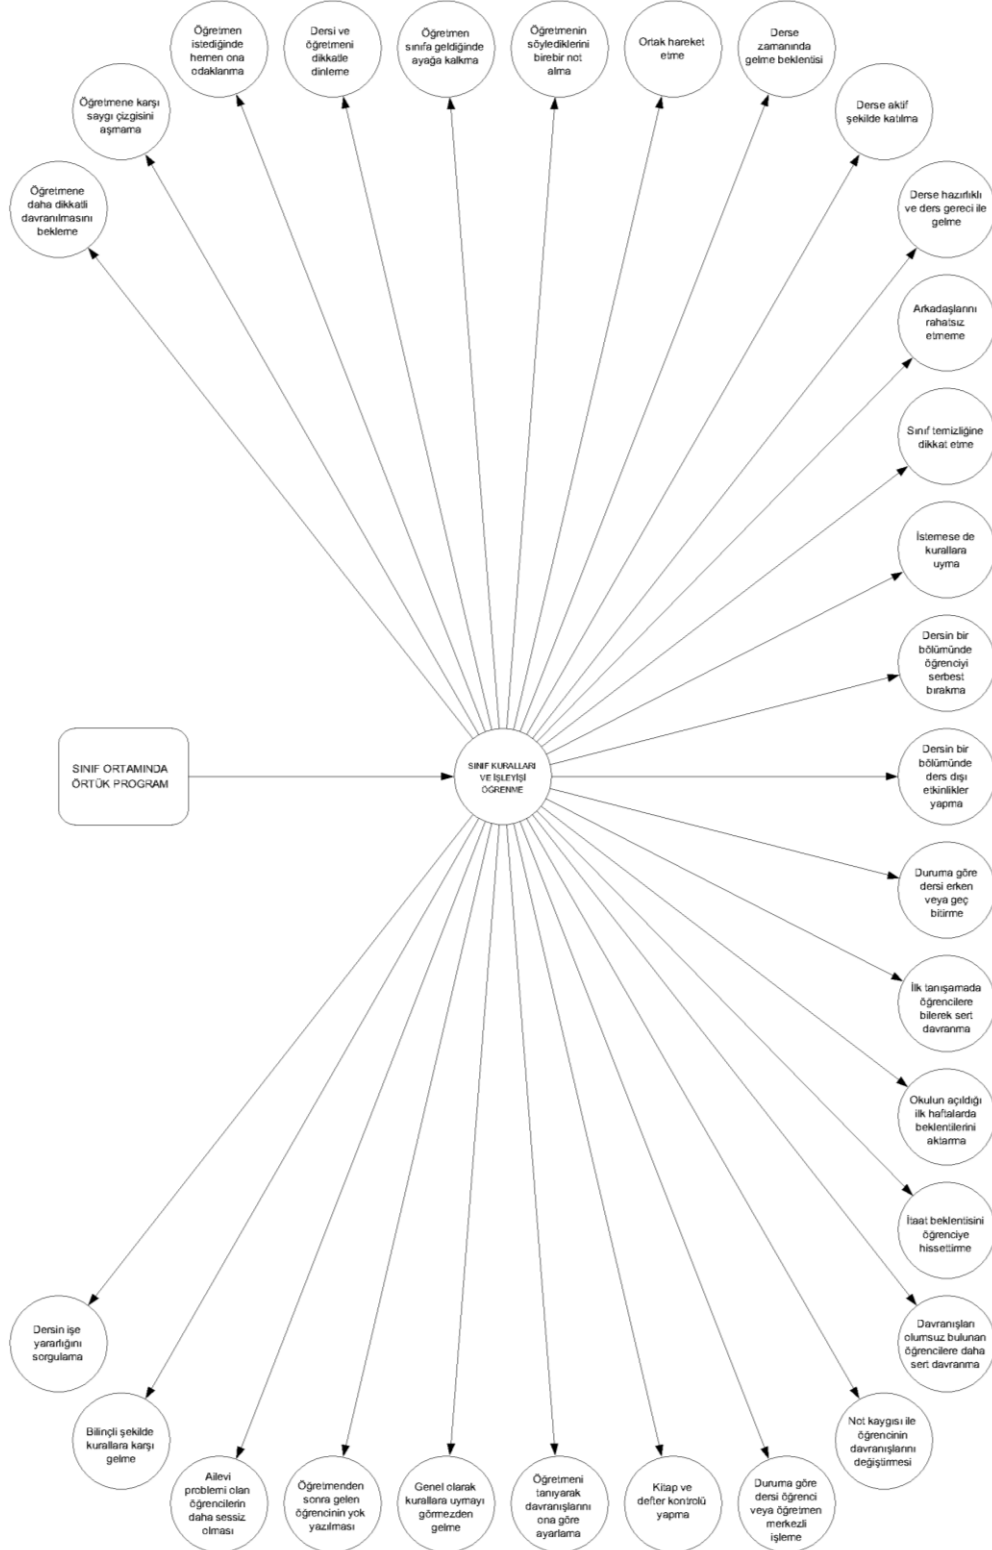 Öğretmen
istediğinde
hemen ona
odaklanma
Dersi ve
öğretmeni
dikkatle
dinleme
Öğretmen
sınıfa geldiğinde
ayağa kalkma
Öğretmenin
söylediklerini
birebir not
alma
Ortak hareket
etme
Derse
zamanında
gelme beklentisi
Öğretmene karşı
saygı çizgisini
aşmama
Derse aktif
şekilde katılma
Öğretmene
daha dikkatli
davranılmasını
bekleme
Derse hazırlıklı
ve ders gereci ile
gelme
Arkadaşlarını
rahatsız
etmeme
Sınıf temizliğine
dikkat etme
İstemese de
kurallara
uyma
Dersin bir
bölümünde
öğrenciyi
serbest
bırakma
SINIF ORTAMINDA
ÖRTÜK PROGRAM
SINIF KURALLARI
VE İŞLEYİŞİ
ÖĞRENME
Dersin bir
bölümünde
ders dışı
etkinlikler
yapma
Duruma göre
dersi erken
veya geç
bitirme
İlk tanışamada
öğrencilere
bilerek sert
davranma
Okulun açıldığı
ilk haftalarda
beklentilerini
aktarma
İtaat beklentisini
öğrenciye
hissettirme
Dersin işe
yararlığını
sorgulama
Davranışları
olumsuz bulunan
öğrencilere daha
sert davranma
Bilinçli şekilde
kurallara karşı
gelme
Not kaygısı ile
öğrencinin
davranışlarını
değiştirmesi
Ailevi
problemi olan
öğrencilerin
daha sessiz
olması
Öğretmenden
sonra gelen
öğrencinin yok
yazılması
Genel olarak
kurallara uymayı
görmezden
gelme
Öğretmeni
tanıyarak
davranışlarını
ona göre
ayarlama
Kitap ve
defter kontrolü
yapma
Duruma göre
dersi öğrenci
veya öğretmen
merkezli
işleme